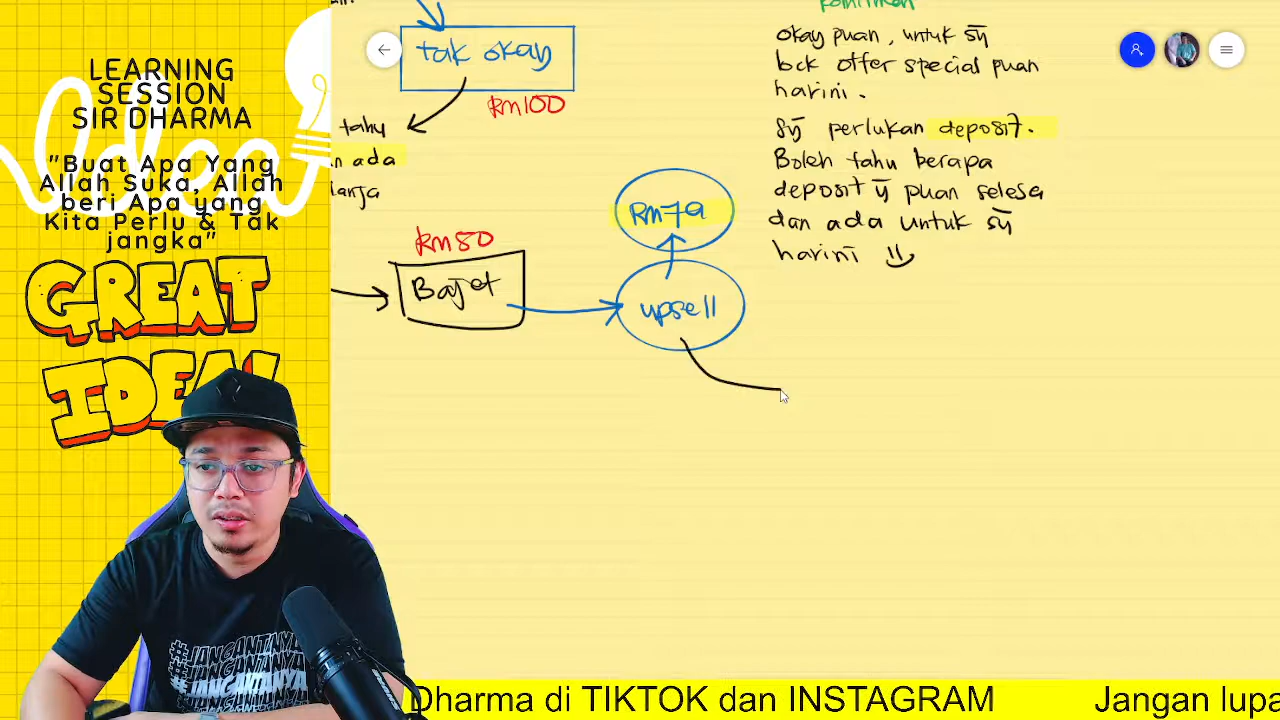 LEARNING
SESSION
SIR DHARMA
"Buat Apa Yang
Allah Suka, Allah
beri Apa yang
Kita Perlu & Tak
jangka"
GREAT
IDEA
tak okay
RM100
tahu
ada
RM80
Bajet
upsell
RM79
okay puan, untuk sy
bck offer special puan
harini.
sy perlukan deposit.
Boleh tahu berapa
deposit y puan selesa
dan ada untuk sy
harini
Dharma di TIKTOK dan INSTAGRAM
Jangan lupa